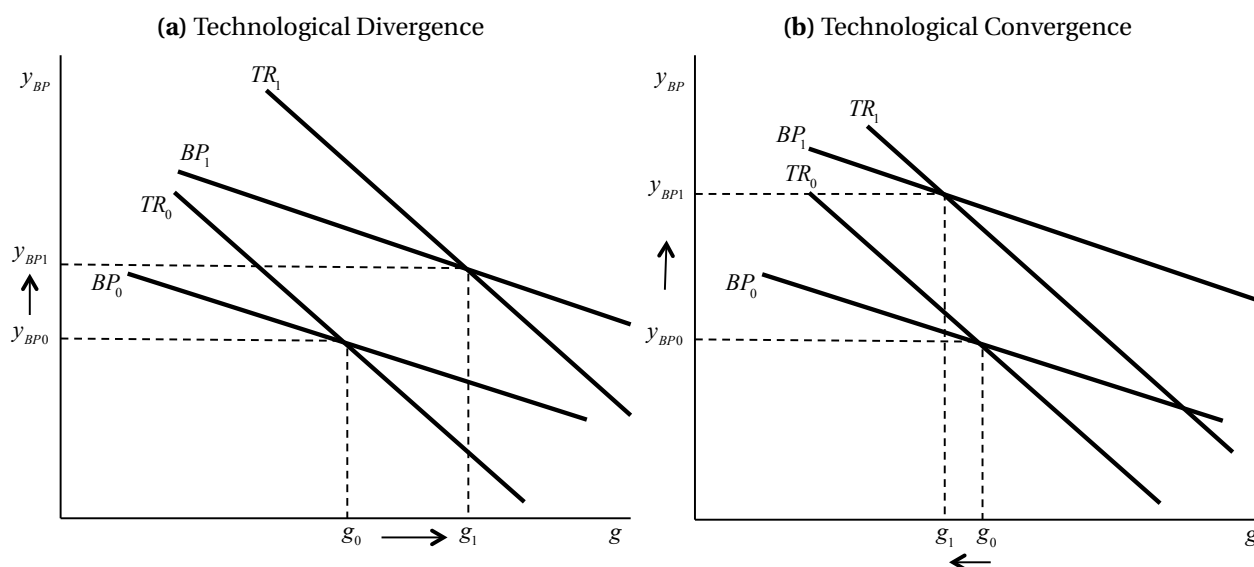 (a) Technological Divergence
y_BP
TR_1
BP_1
TR_0
y_BP1
BP_0
y_BP0
g_0
g_1
g
(b) Technological Convergence
y_BP
TR_1
BP_1
TR_0
y_BP1
BP_0
y_BP0
g_1
g_0
g